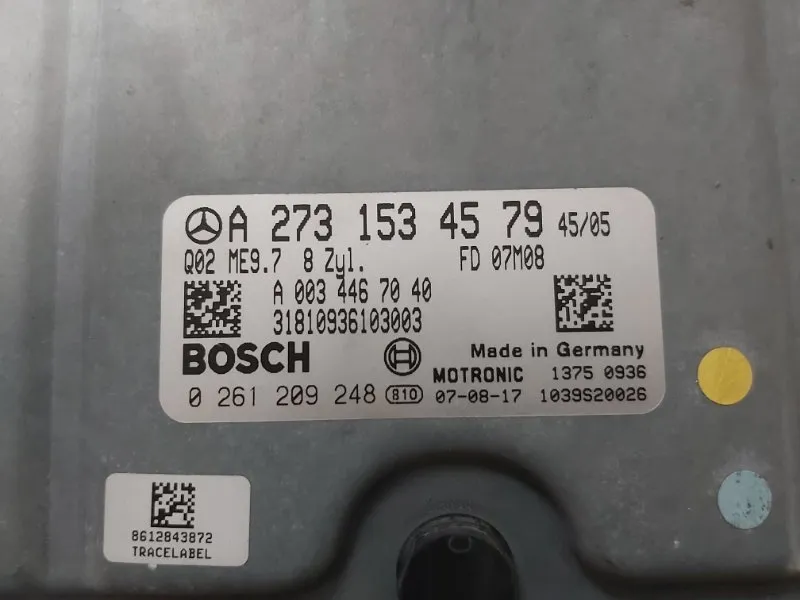 A 273 153 45 79 45/05
Q02 ME9.7 8 Zyl. FD 07M08
A 003 446 70 40
31810936103003
BOSCH Made in Germany
MOTRONIC 1375 0936
0 261 209 248 810 07-08-17 1039S20026
8612843872
TRACELABEL